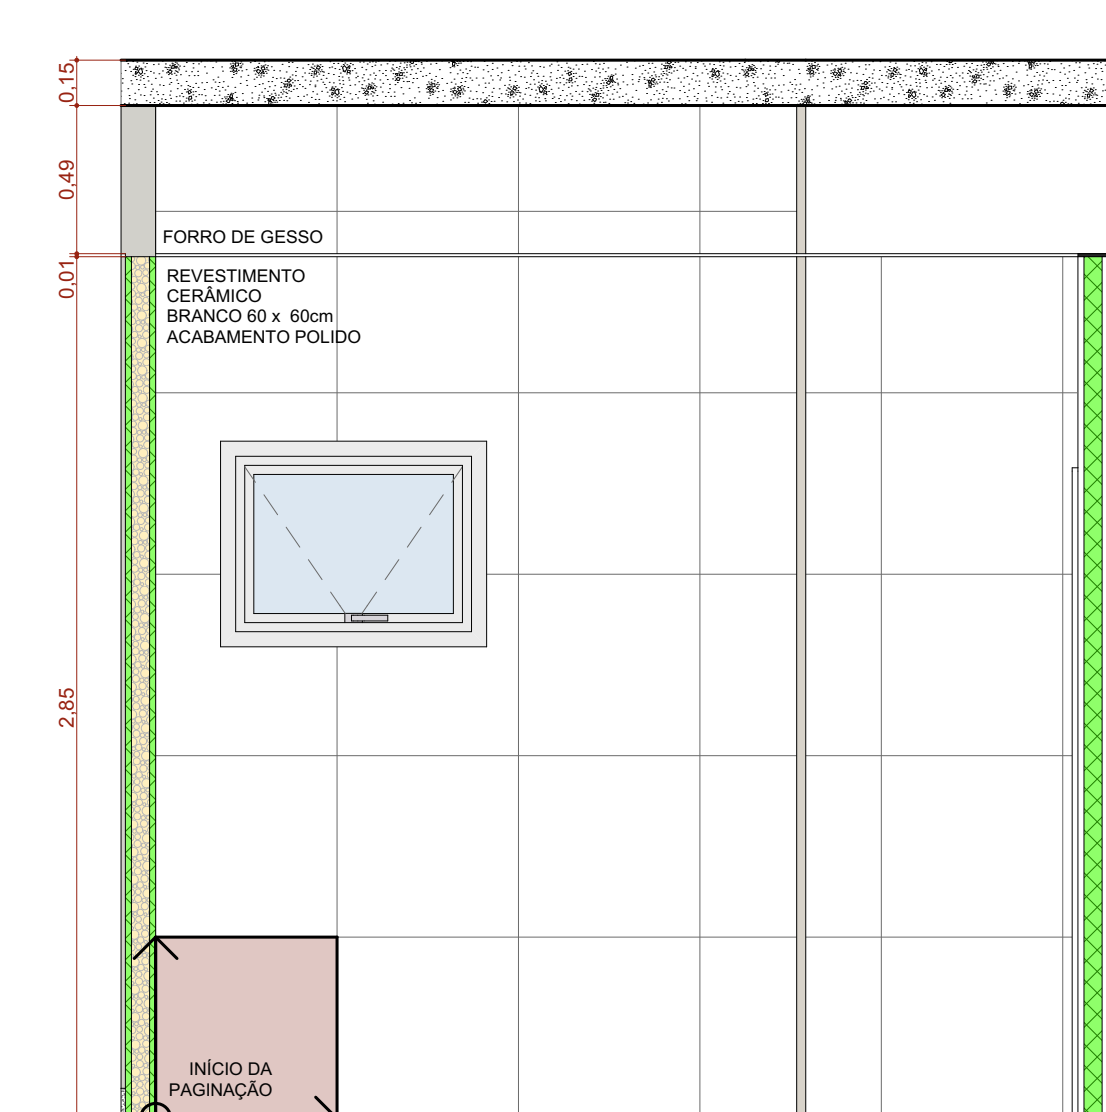 0,15
0,49
FORRO DE GESSO
0,01
REVESTIMENTO
CERÂMICO
BRANCO 60 x 60cm
ACABAMENTO POLIDO
2,85
INÍCIO DA
PAGINAÇÃO